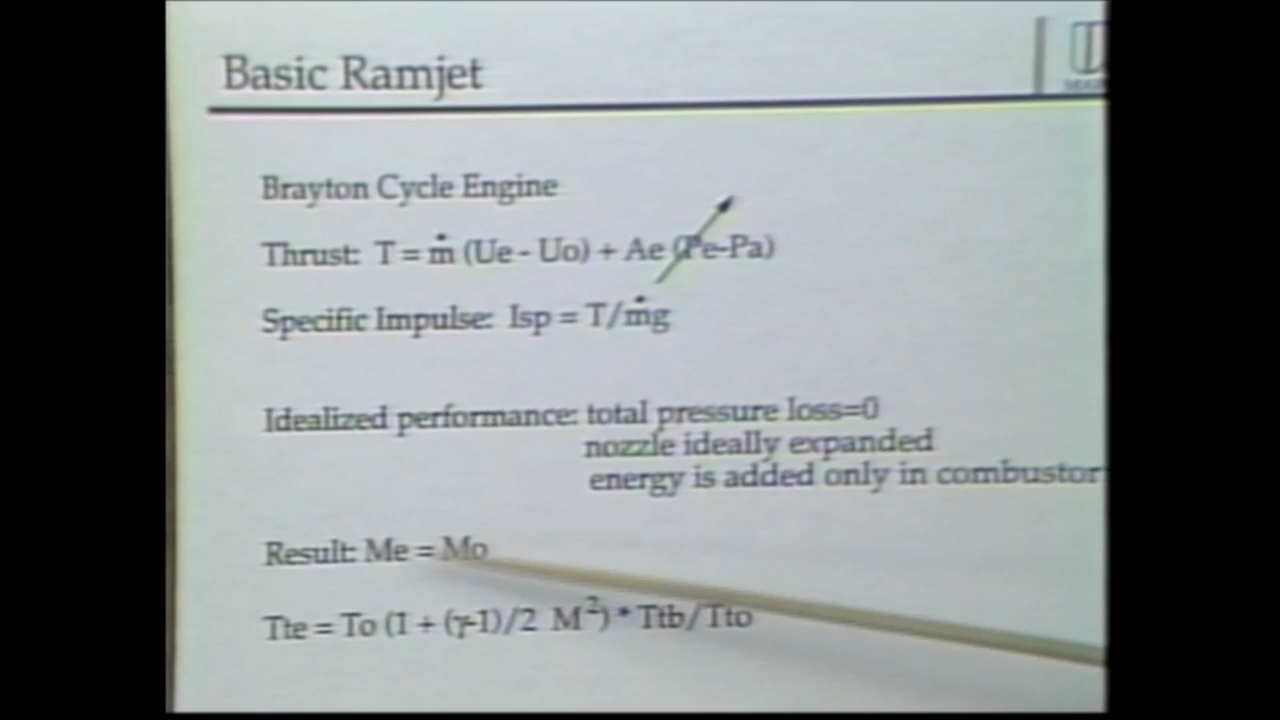 Basic Ramjet
Brayton Cycle Engine
Thrust: T = ṁ (Ue - Uo) + Ae (Pe-Pa)
Specific Impulse: Isp = T/ṁg
Idealized performance: total pressure loss=0
nozzle ideally expanded
energy is added only in combustor
Result: Me = Mo
Tte = To (1 + (γ-1)/2 M²) * Ttb/Tto